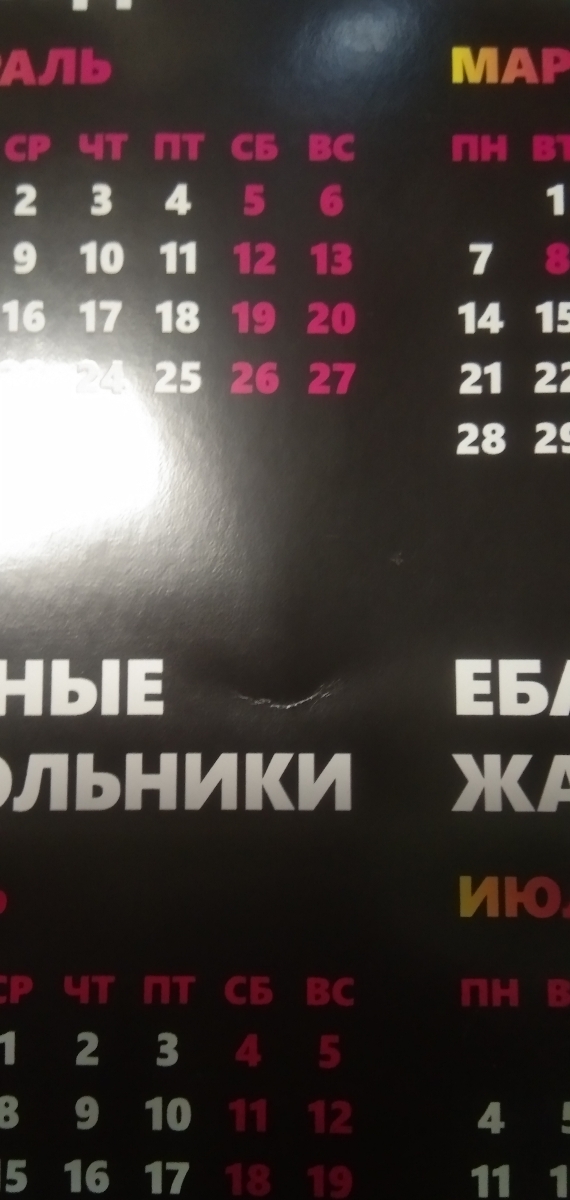 РАЛЬ
СР ЧТ ПТ СБ ВС
2 3 4 5 6
9 10 11 12 13
16 17 18 19 20
24 25 26 27
МАР
ПН ВТ
1
7 8
14 15
21 22
28 29
НЫЕ
ОЛЬНИКИ
ЕБА
ЖА
СР ЧТ ПТ СБ ВС
1 2 3 4 5
8 9 10 11 12
15 16 17 18 19
ИЮЛ
ПН В
4 5
11 1